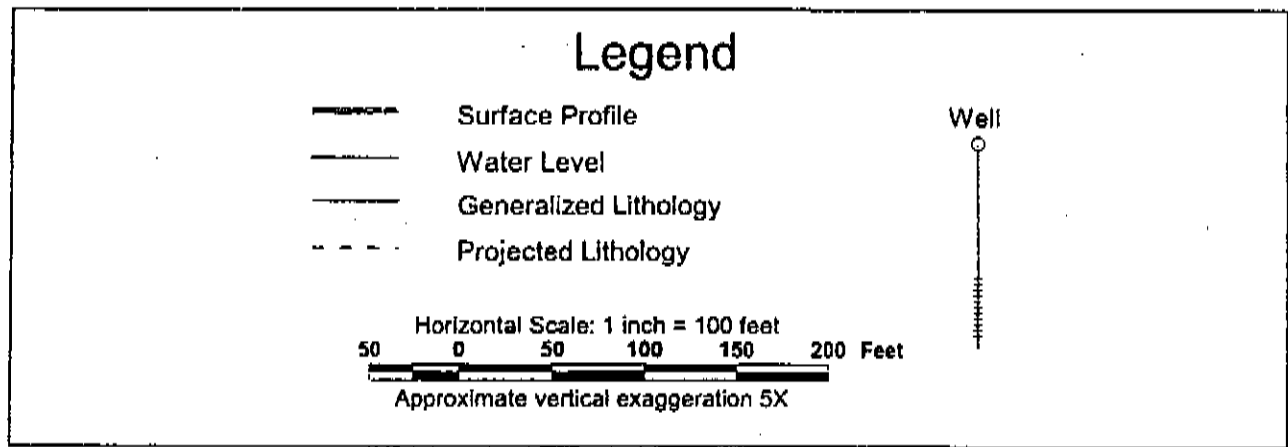 Legend
Surface Profile
Water Level
Generalized Lithology
Projected Lithology
Well
Horizontal Scale: 1 inch = 100 feet
50 0 50 100 150 200 Feet
Approximate vertical exaggeration 5X